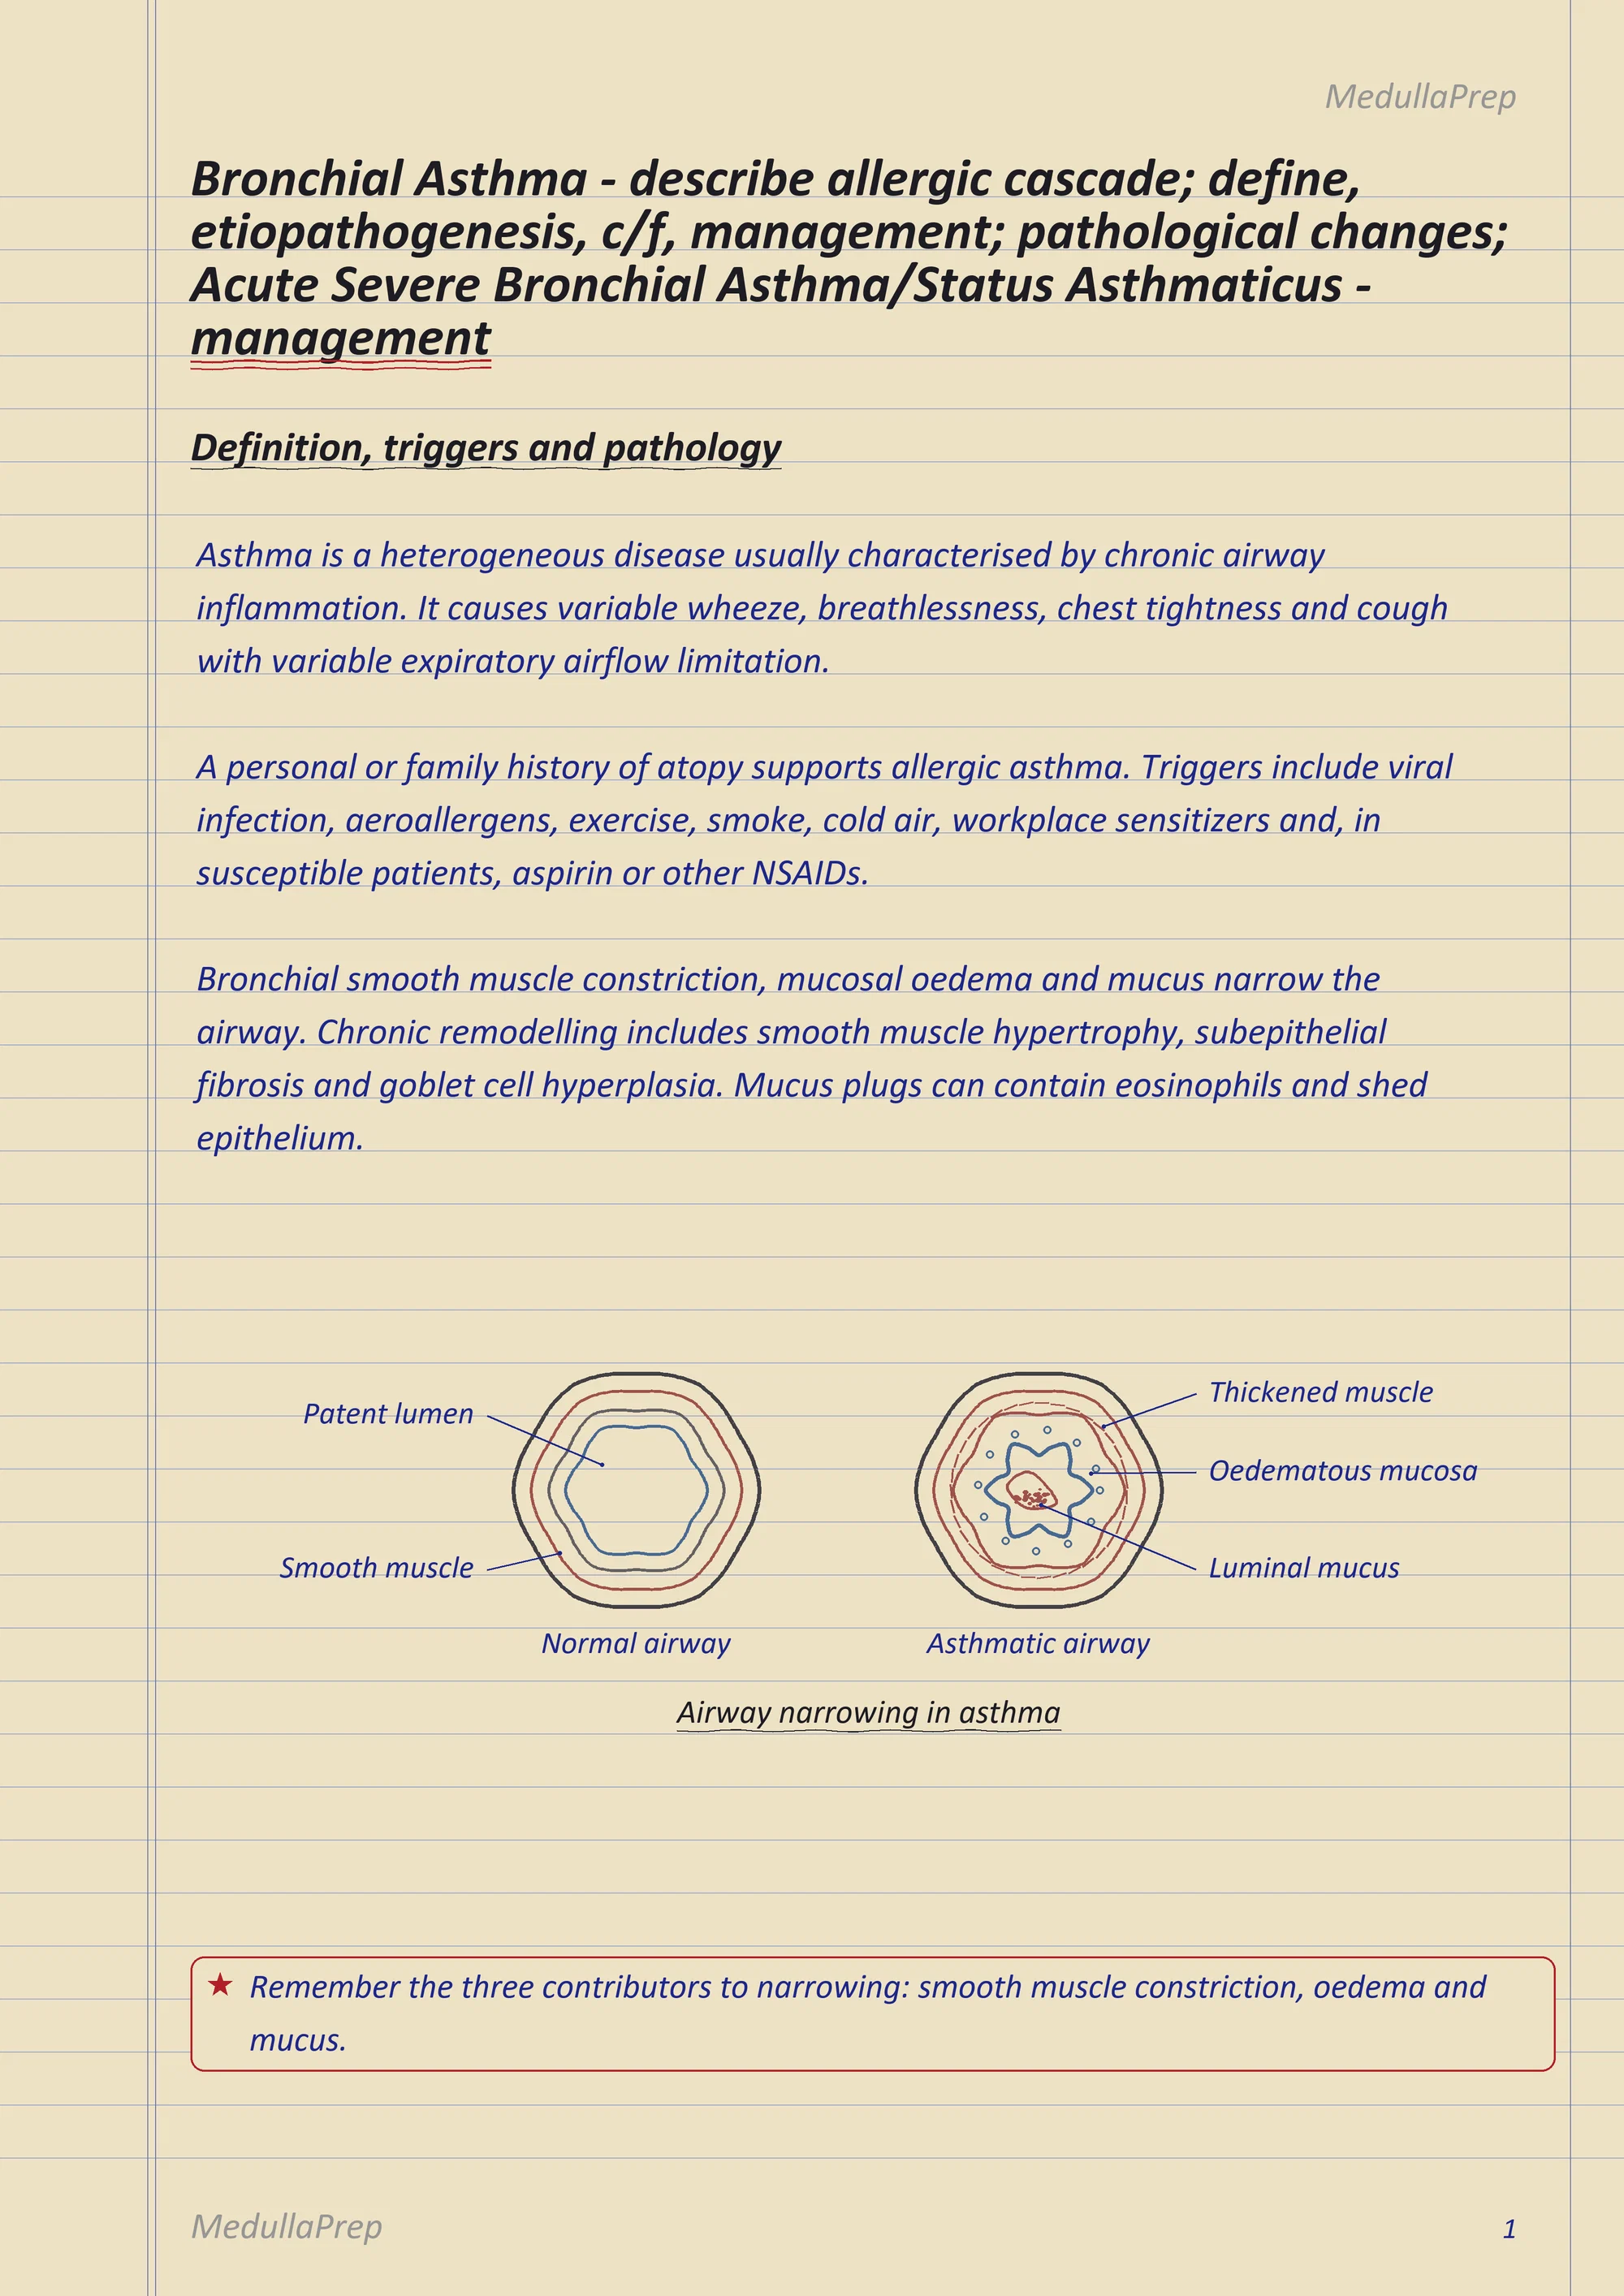 MedullaPrep
Bronchial Asthma - describe allergic cascade; define,
etiopathogenesis, c/f, management; pathological changes;
Acute Severe Bronchial Asthma/Status Asthmaticus -
management
Definition, triggers and pathology
Asthma is a heterogeneous disease usually characterised by chronic airway
inflammation. It causes variable wheeze, breathlessness, chest tightness and cough
with variable expiratory airflow limitation.
A personal or family history of atopy supports allergic asthma. Triggers include viral
infection, aeroallergens, exercise, smoke, cold air, workplace sensitizers and, in
susceptible patients, aspirin or other NSAIDs.
Bronchial smooth muscle constriction, mucosal oedema and mucus narrow the
airway. Chronic remodelling includes smooth muscle hypertrophy, subepithelial
fibrosis and goblet cell hyperplasia. Mucus plugs can contain eosinophils and shed
epithelium.
Patent lumen
Smooth muscle
Normal airway
Thickened muscle
Oedematous mucosa
Luminal mucus
Asthmatic airway
Airway narrowing in asthma
★ Remember the three contributors to narrowing: smooth muscle constriction, oedema and
mucus.
MedullaPrep
1